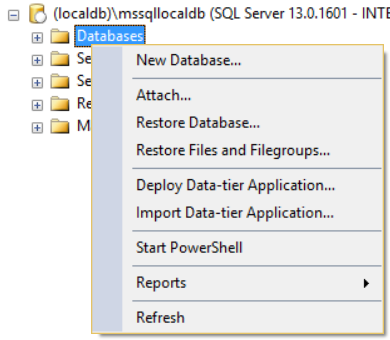 (localdb)\mssqllocaldb (SQL Server 13.0.1601 - INTE
Databases
Se
New Database...
Se
Attach...
Re
Restore Database...
M
Restore Files and Filegroups...
Deploy Data-tier Application...
Import Data-tier Application...
Start PowerShell
Reports
Refresh